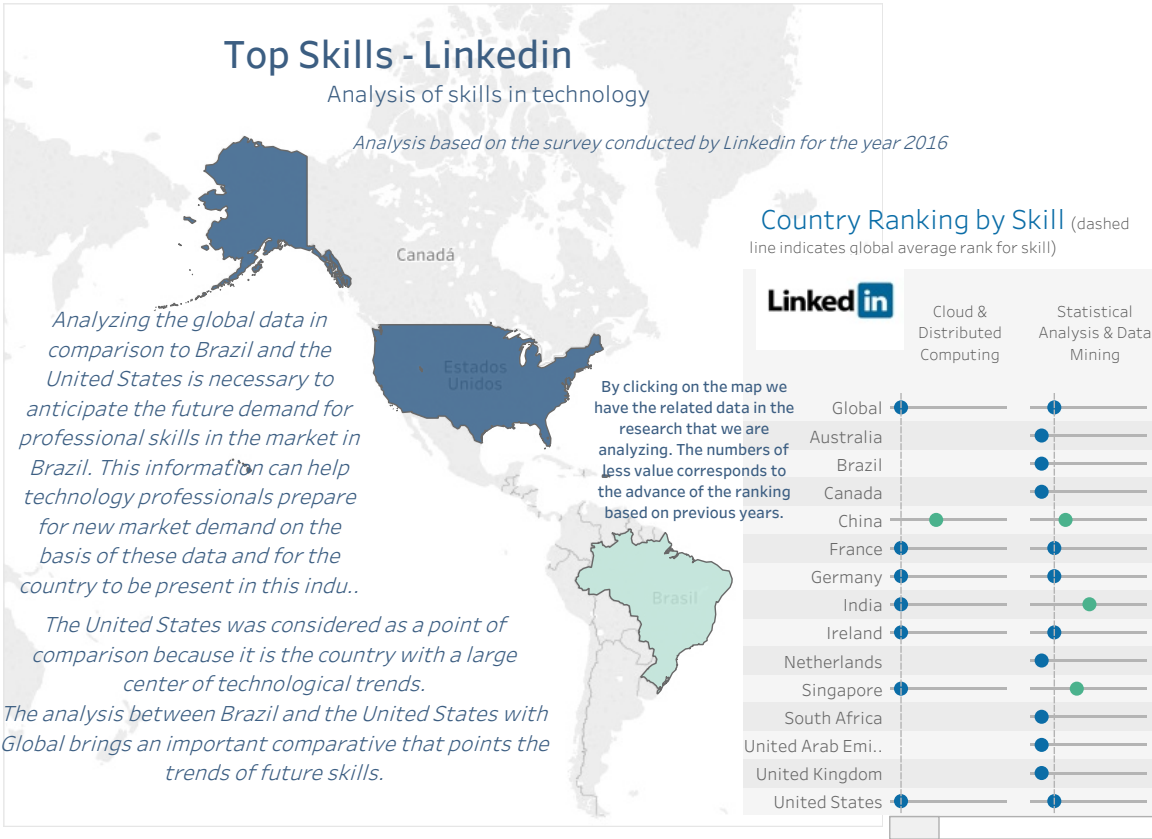 Top Skills - Linkedin
Analysis of skills in technology
Analysis based on the survey conducted by Linkedin for the year 2016
Canadá
Estados
Unidos
Brasil
Analyzing the global data in
comparison to Brazil and the
United States is necessary to
anticipate the future demand for
professional skills in the market in
Brazil. This information can help
technology professionals prepare
for new market demand on the
basis of these data and for the
country to be present in this indu..
The United States was considered as a point of
comparison because it is the country with a large
center of technological trends.
The analysis between Brazil and the United States with
Global brings an important comparative that points the
trends of future skills.
By clicking on the map we
have the related data in the
research that we are
analyzing. The numbers of
less value corresponds to
the advance of the ranking
based on previous years.
Country Ranking by Skill (dashed
line indicates global average rank for skill)
Linked in
Cloud &
Distributed
Computing
Statistical
Analysis & Data
Mining
Global
Australia
Brazil
Canada
China
France
Germany
India
Ireland
Netherlands
Singapore
South Africa
United Arab Emi..
United Kingdom
United States